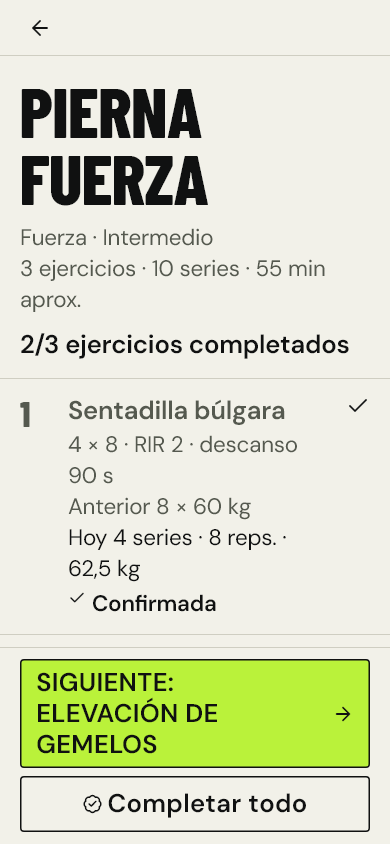 PIERNA
FUERZA
Fuerza · Intermedio
3 ejercicios · 10 series · 55 min
aprox.
2/3 ejercicios completados
1 Sentadilla búlgara
4 × 8 · RIR 2 · descanso
90 s
Anterior 8 × 60 kg
Hoy 4 series · 8 reps. ·
62,5 kg
Confirmada
SIGUIENTE:
ELEVACIÓN DE
GEMELOS
Completar todo